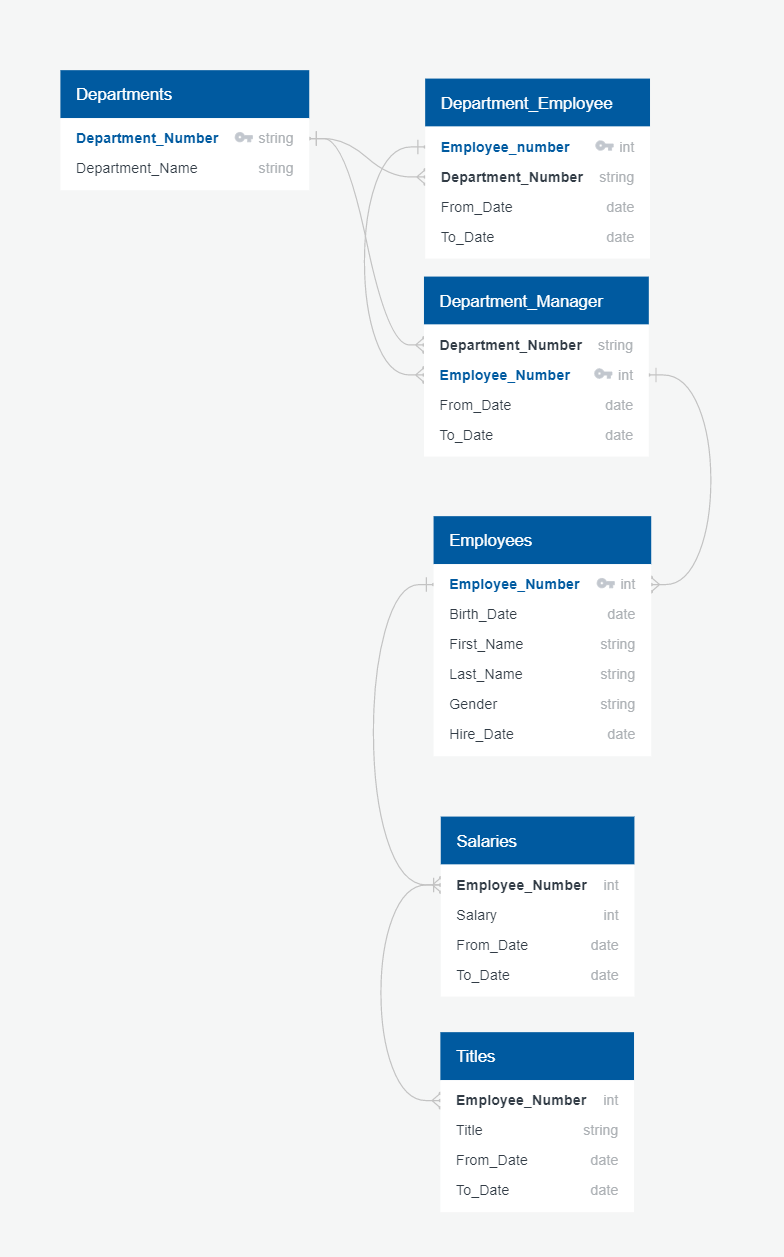 Departments
Department_Number string
Department_Name string
Department_Employee
Employee_number int
Department_Number string
From_Date date
To_Date date
Department_Manager
Department_Number string
Employee_Number int
From_Date date
To_Date date
Employees
Employee_Number int
Birth_Date date
First_Name string
Last_Name string
Gender string
Hire_Date date
Salaries
Employee_Number int
Salary int
From_Date date
To_Date date
Titles
Employee_Number int
Title string
From_Date date
To_Date date